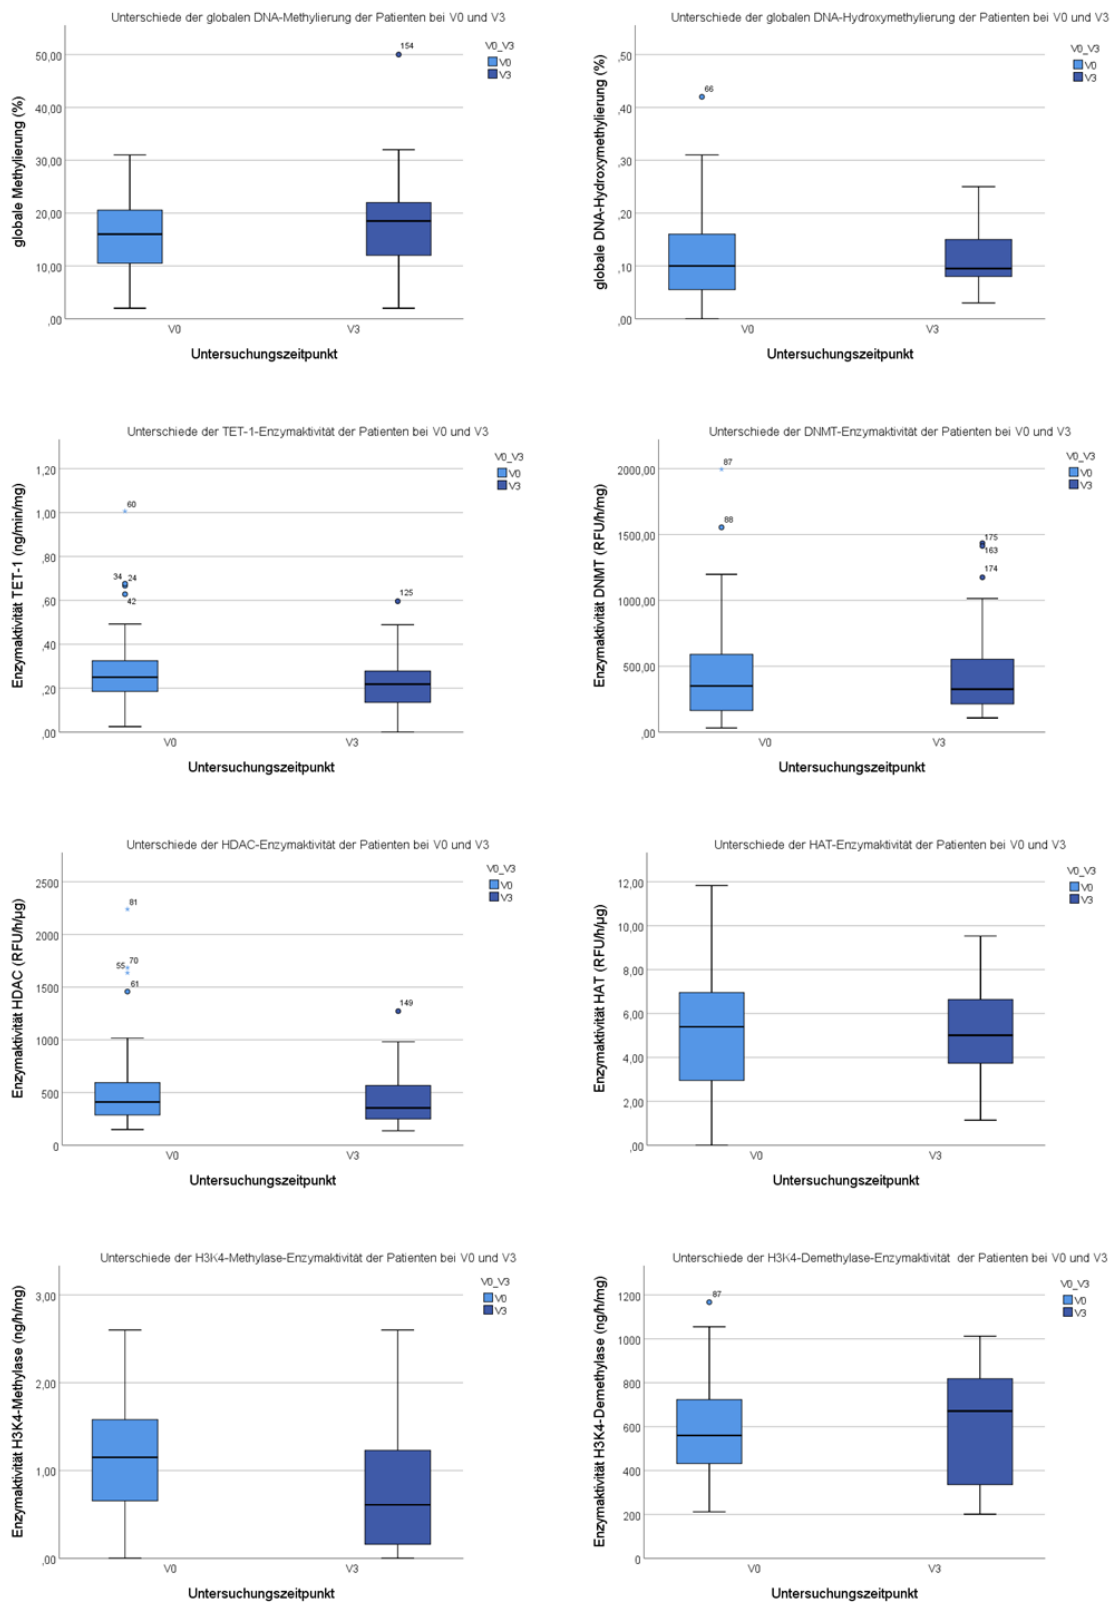 Unterschiede der globalen DNA-Methylierung der Patienten bei V0 und V3
V0_V3
V0
V3
globale Methylierung (%)
50,00
40,00
30,00
20,00
10,00
,00
154
V0
V3
Untersuchungszeitpunkt
Unterschiede der globalen DNA-Hydroxymethylierung der Patienten bei V0 und V3
V0_V3
V0
V3
globale DNA-Hydroxymethylierung (%)
,50
,40
,30
,20
,10
,00
66
V0
V3
Untersuchungszeitpunkt
Unterschiede der TET-1-Enzymaktivität der Patienten bei V0 und V3
V0_V3
V0
V3
Enzymaktivität TET-1 (ng/min/mg)
1,20
1,00
,80
,60
,40
,20
,00
60
34
24
42
125
V0
V3
Untersuchungszeitpunkt
Unterschiede der DNMT-Enzymaktivität der Patienten bei V0 und V3
V0_V3
V0
V3
Enzymaktivität DNMT (RFU/h/mg)
2000,00
1500,00
1000,00
500,00
,00
87
88
175
163
174
V0
V3
Untersuchungszeitpunkt
Unterschiede der HDAC-Enzymaktivität der Patienten bei V0 und V3
V0_V3
V0
V3
Enzymaktivität HDAC (RFU/h/µg)
2500
2000
1500
1000
500
0
81
70
55
61
149
V0
V3
Untersuchungszeitpunkt
Unterschiede der HAT-Enzymaktivität der Patienten bei V0 und V3
V0_V3
V0
V3
Enzymaktivität HAT (RFU/h/µg)
12,00
10,00
8,00
6,00
4,00
2,00
,00
V0
V3
Untersuchungszeitpunkt
Unterschiede der H3K4-Methylase-Enzymaktivität der Patienten bei V0 und V3
V0_V3
V0
V3
Enzymaktivität H3K4-Methylase (ng/h/mg)
3,00
2,00
1,00
,00
V0
V3
Untersuchungszeitpunkt
Unterschiede der H3K4-Demethylase-Enzymaktivität der Patienten bei V0 und V3
V0_V3
V0
V3
Enzymaktivität H3K4-Demethylase (ng/h/mg)
1200
1000
800
600
400
200
0
87
V0
V3
Untersuchungszeitpunkt